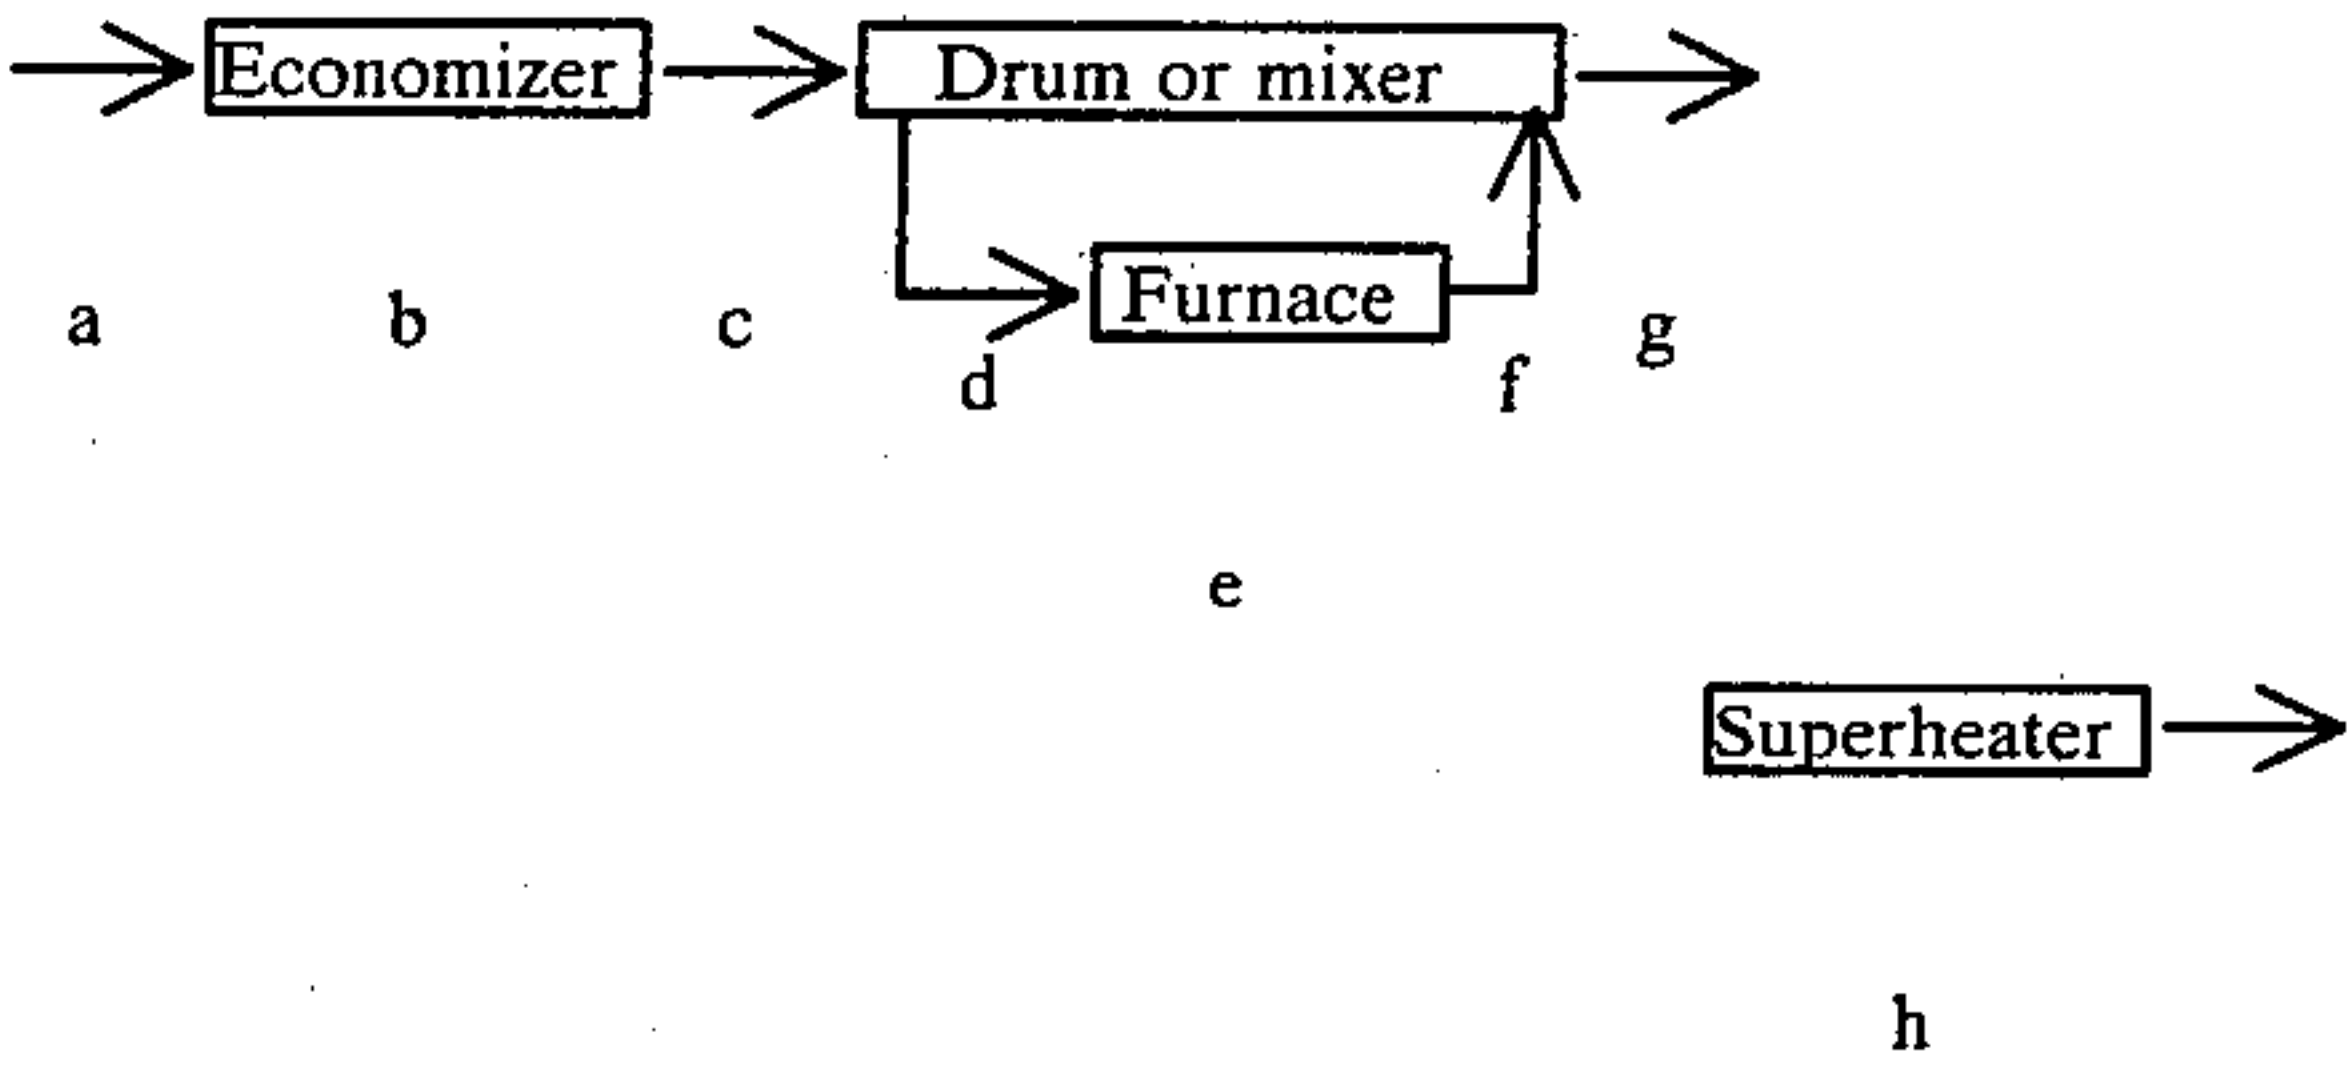 Economizer
Drum or mixer
Furnace
a
b
c
g
d
f
e
Superheater
h